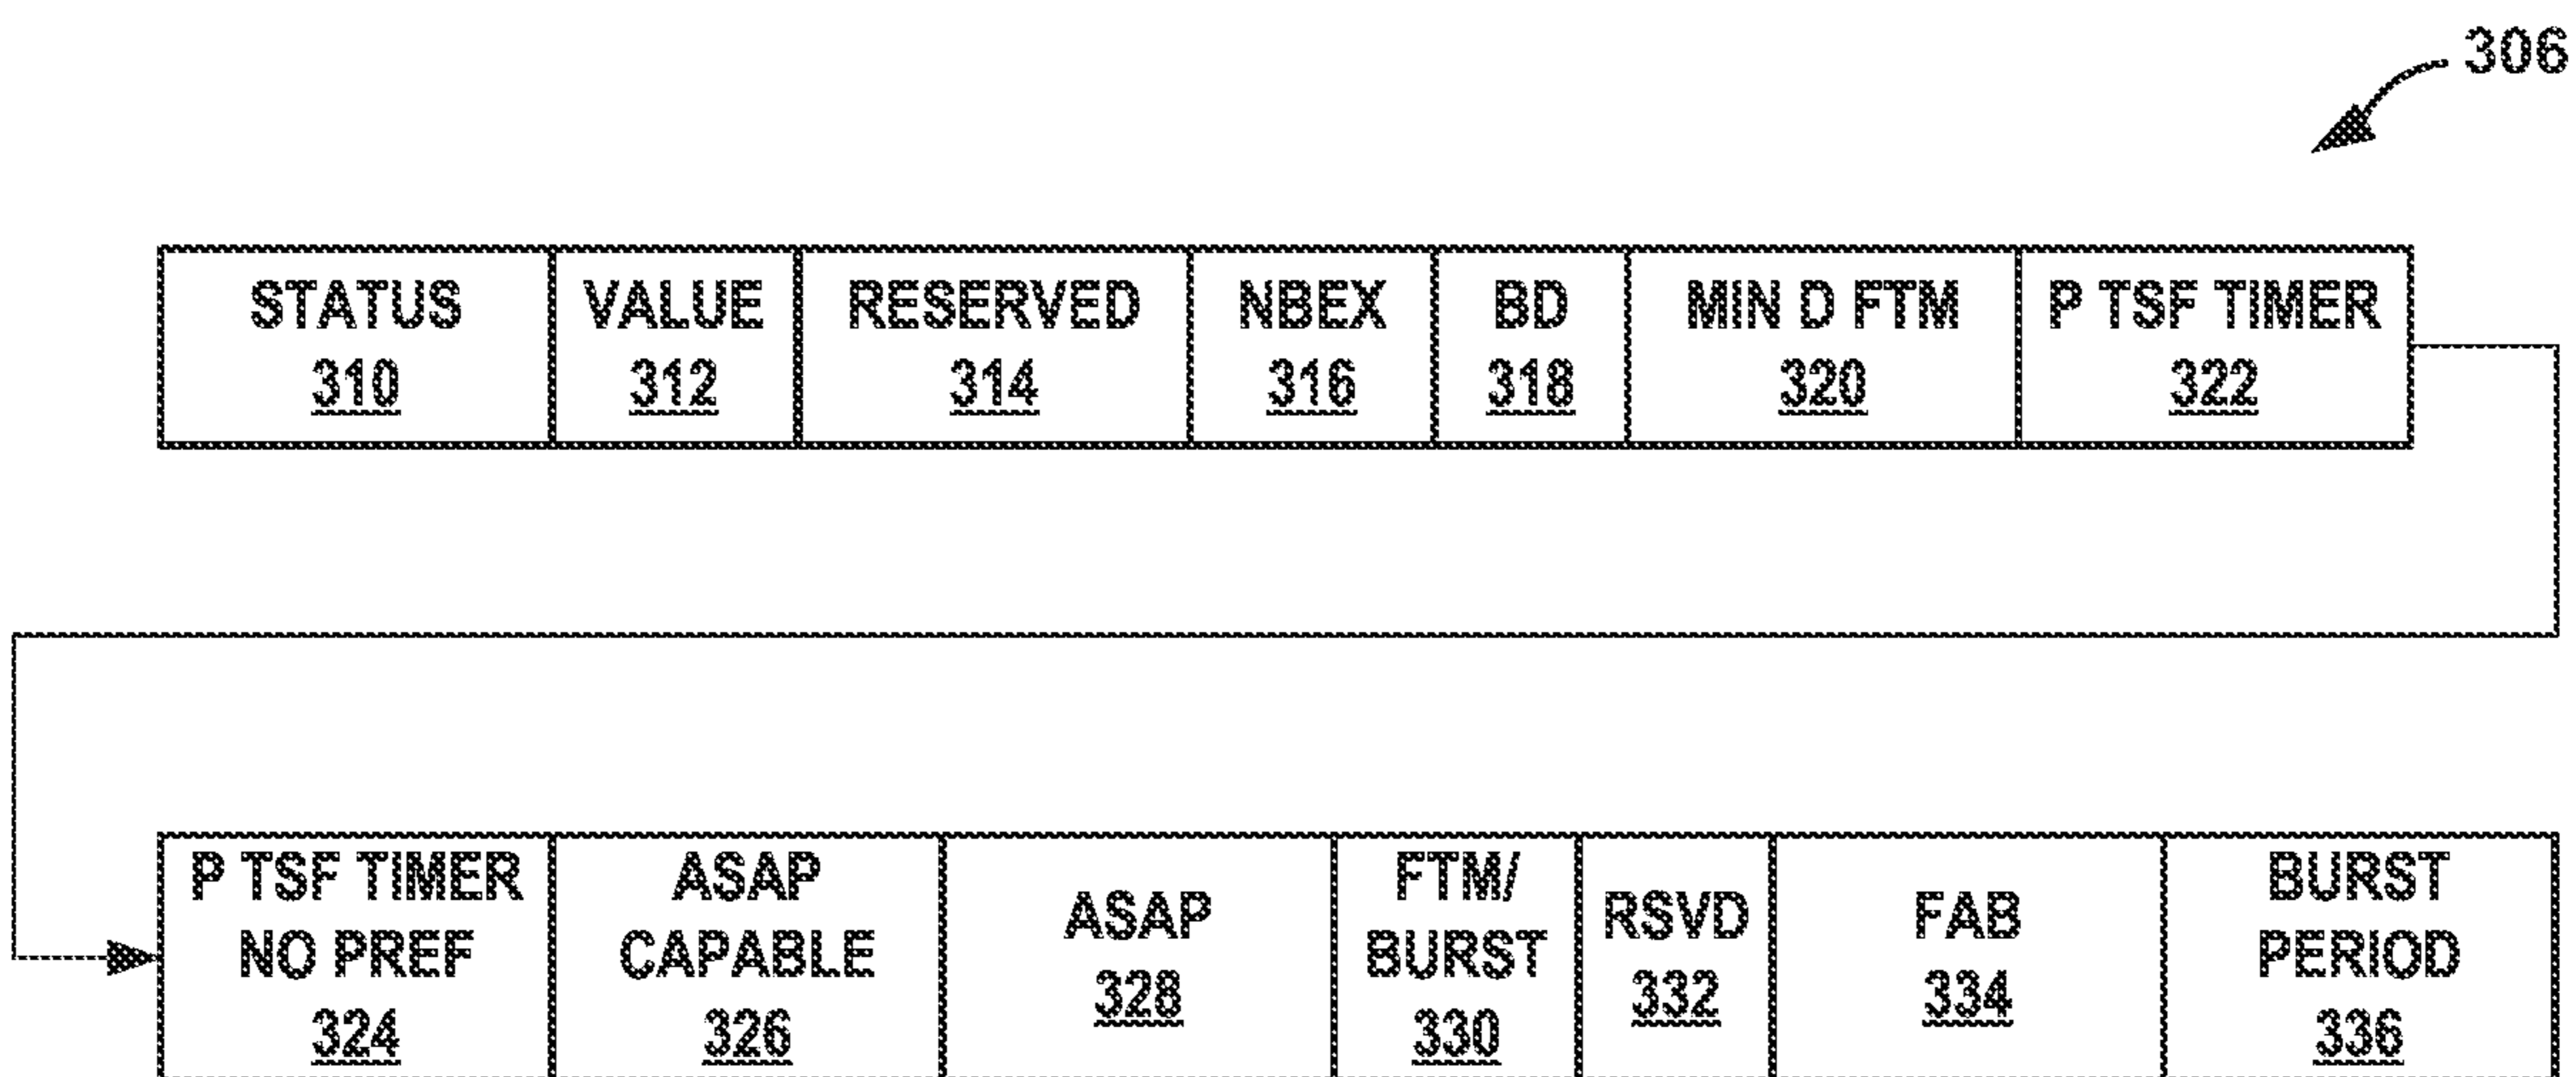 306
STATUS VALUE RESERVED NBEX BD MIN D FTM P TSF TIMER
310 312 314 316 318 320 322
P TSF TIMER ASAP FTM/ BURST
NO PREF CAPABLE ASAP BURST RSVD FAB PERIOD
324 326 328 330 332 334 336